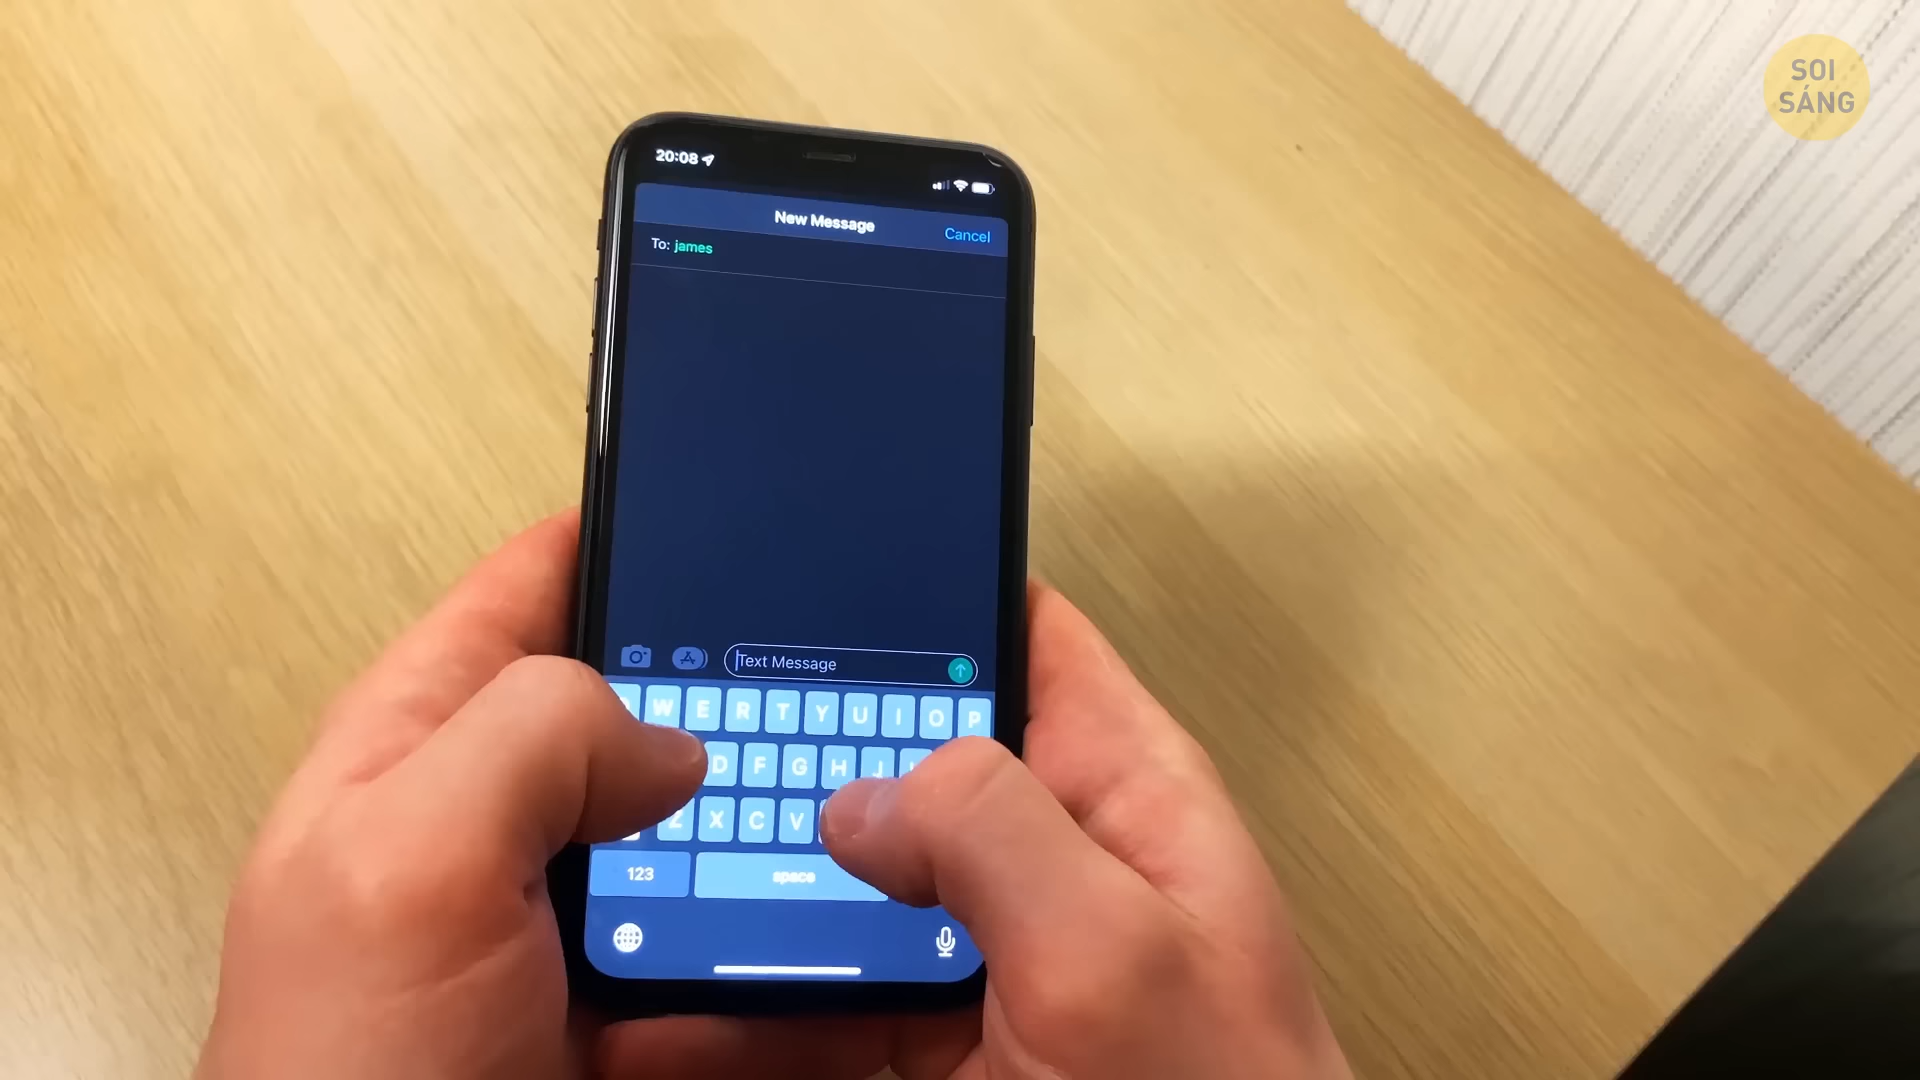 SOI
SÁNG
20:08
New Message
Cancel
To: james
Text Message
W E R T Y U I O P
D F G H J
Z X C V
123
space